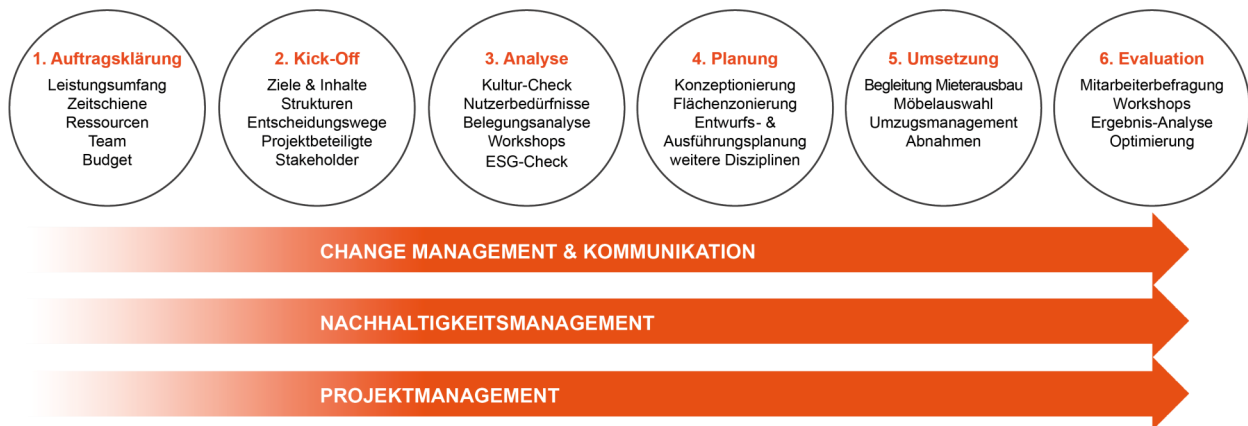 1. Auftragsklärung
Leistungsumfang
Zeitschiene
Ressourcen
Team
Budget
2. Kick-Off
Ziele & Inhalte
Strukturen
Entscheidungswege
Projektbeteiligte
Stakeholder
3. Analyse
Kultur-Check
Nutzerbedürfnisse
Belegungsanalyse
Workshops
ESG-Check
4. Planung
Konzeptionierung
Flächenzonierung
Entwurfs- &
Ausführungsplanung
weitere Disziplinen
5. Umsetzung
Begleitung Mieterausbau
Möbelauswahl
Umzugsmanagement
Abnahmen
6. Evaluation
Mitarbeiterbefragung
Workshops
Ergebnis-Analyse
Optimierung
CHANGE MANAGEMENT & KOMMUNIKATION
NACHHALTIGKEITSMANAGEMENT
PROJEKTMANAGEMENT